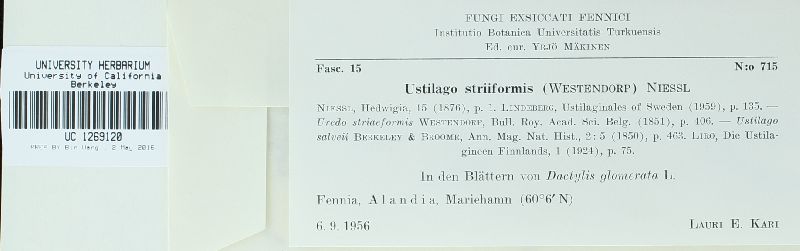 UNIVERSITY HERBARIUM
University of California
Berkeley
UC 1269120
2 May 2016
FUNGI EXSICCATI FENNICI
Institutio Botanica Universitatis Turkuensis
Ed. cur. YRJÖ MÄKINEN
Fasc. 15 N:o 715
Ustilago striiformis (WESTENDORP) NIESSL
NIESSL, Hedwigia, 15 (1876), p. 1. LINDEBERG, Ustilaginales of Sweden (1959), p. 135. —
Uredo striaeformis WESTENDORP, Bull. Roy. Acad. Sci. Belg. (1851), p. 406. — Ustilago
salveii BERKELEY & BROOME, Ann. Mag. Nat. Hist., 2:5 (1850), p. 463. LIRO, Die Ustila-
gineen Finnlands, 1 (1924), p. 75.
In den Blättern von Dactylis glomerata L.
Fennia, Alandia, Mariehamn (60°6′ N)
6. 9. 1956 LAURI E. KARI